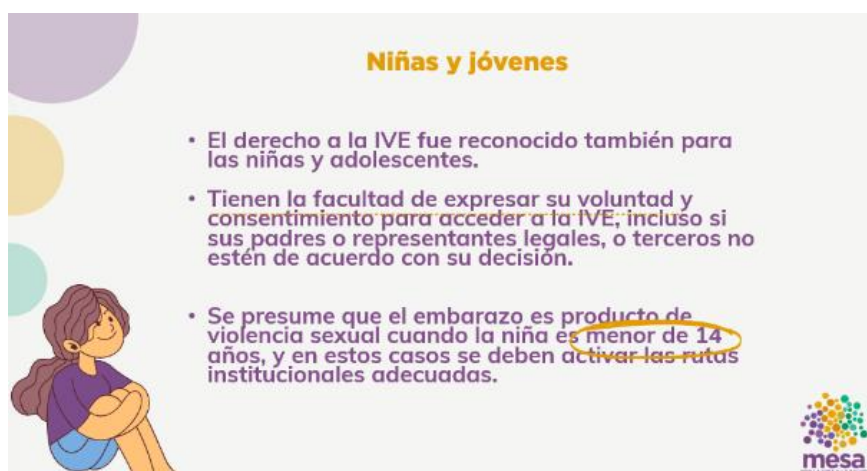 Niñas y jóvenes
• El derecho a la IVE fue reconocido también para
las niñas y adolescentes.
• Tienen la facultad de expresar su voluntad y
consentimiento para acceder a la IVE, incluso si
sus padres o representantes legales, o terceros no
estén de acuerdo con su decisión.
• Se presume que el embarazo es producto de
violencia sexual cuando la niña es menor de 14
años, y en estos casos se deben activar las rutas
institucionales adecuadas.
mesa